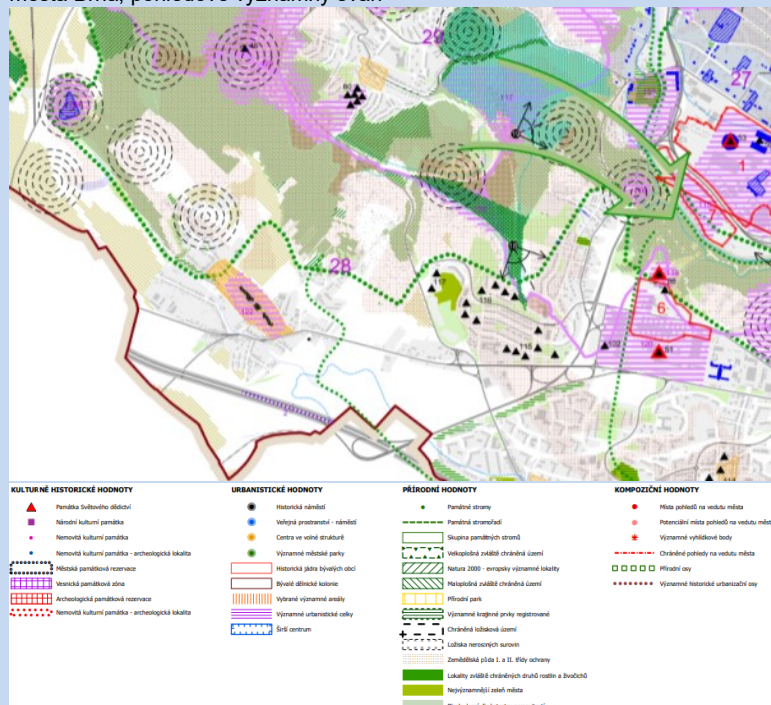 města Brna, pohledově významný svah
29
27
28
1
6
117
116
115
102
122
KULTURNĚ HISTORICKÉ HODNOTY
Památka Světového dědictví
Národní kulturní památka
Nemovitá kulturní památka
Nemovitá kulturní památka - archeologická lokalita
Městská památková rezervace
Vesnická památková zóna
Archeologická památková rezervace
Nemovitá kulturní památka - archeologická lokalita
URBANISTICKÉ HODNOTY
Historická náměstí
Veřejná prostranství - náměstí
Centra ve volné struktuře
Významné městské parky
Historická jádra bývalých obcí
Bývalé dělnické kolonie
Vybrané významné areály
Významné urbanistické celky
Širší centrum
PŘÍRODNÍ HODNOTY
Památné stromy
Památná stromořadí
Skupina památných stromů
Velkoplošná zvláště chráněná území
Natura 2000 - evropsky významné lokality
Maloplošná zvláště chráněná území
Přírodní park
Významné krajinné prvky registrované
Chráněná ložisková území
Ložiska nerostných surovin
Zemědělská půda I. a II. třídy ochrany
Lokality zvláště chráněných druhů rostlin a živočichů
Nejvýznamnější zeleň města
KOMPOZIČNÍ HODNOTY
Místa pohledů na vedutu města
Potenciální místa pohledů na vedutu měst
Významné vyhlídkové body
Chráněné pohledy na vedutu města
Přírodní osy
Významné historické urbanizační osy